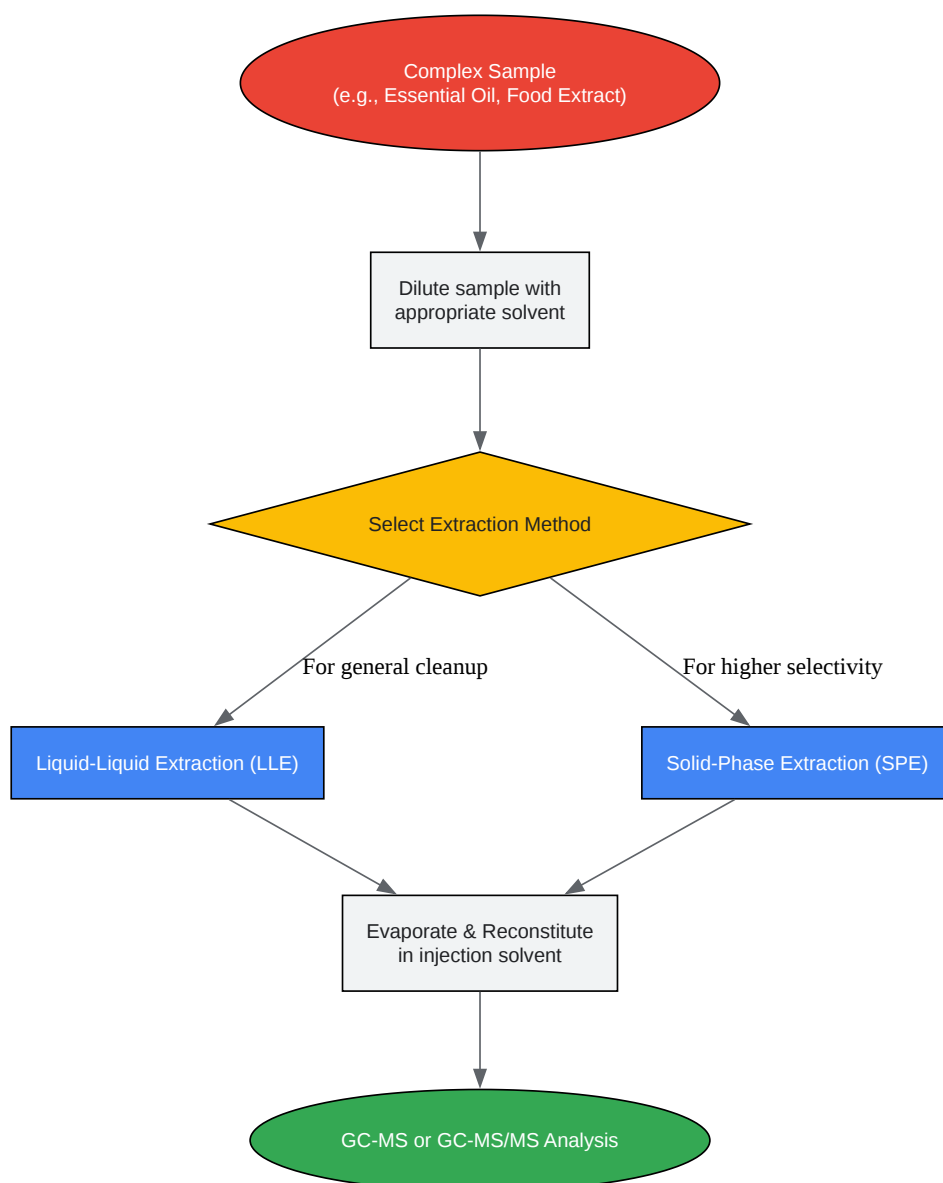 Complex Sample
(e.g., Essential Oil, Food Extract)
Dilute sample with
appropriate solvent
Select Extraction Method
For general cleanup
For higher selectivity
Liquid-Liquid Extraction (LLE)
Solid-Phase Extraction (SPE)
Evaporate & Reconstitute
in injection solvent
GC-MS or GC-MS/MS Analysis